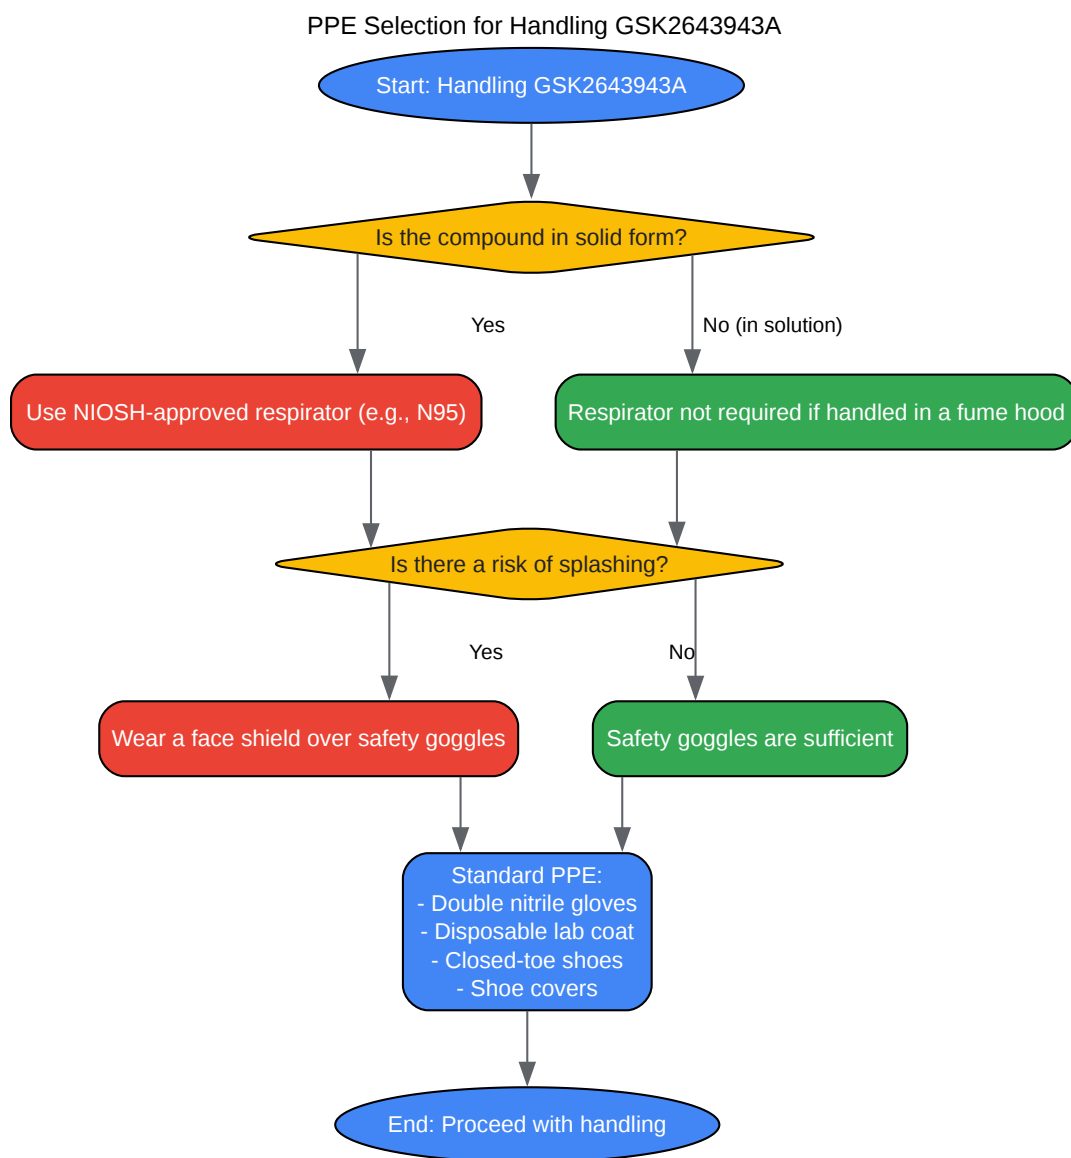 PPE Selection for Handling GSK2643943A
Start: Handling GSK2643943A
Is the compound in solid form?
Yes
No (in solution)
Use NIOSH-approved respirator (e.g., N95)
Respirator not required if handled in a fume hood
Is there a risk of splashing?
Yes
No
Wear a face shield over safety goggles
Safety goggles are sufficient
Standard PPE:
- Double nitrile gloves
- Disposable lab coat
- Closed-toe shoes
- Shoe covers
End: Proceed with handling